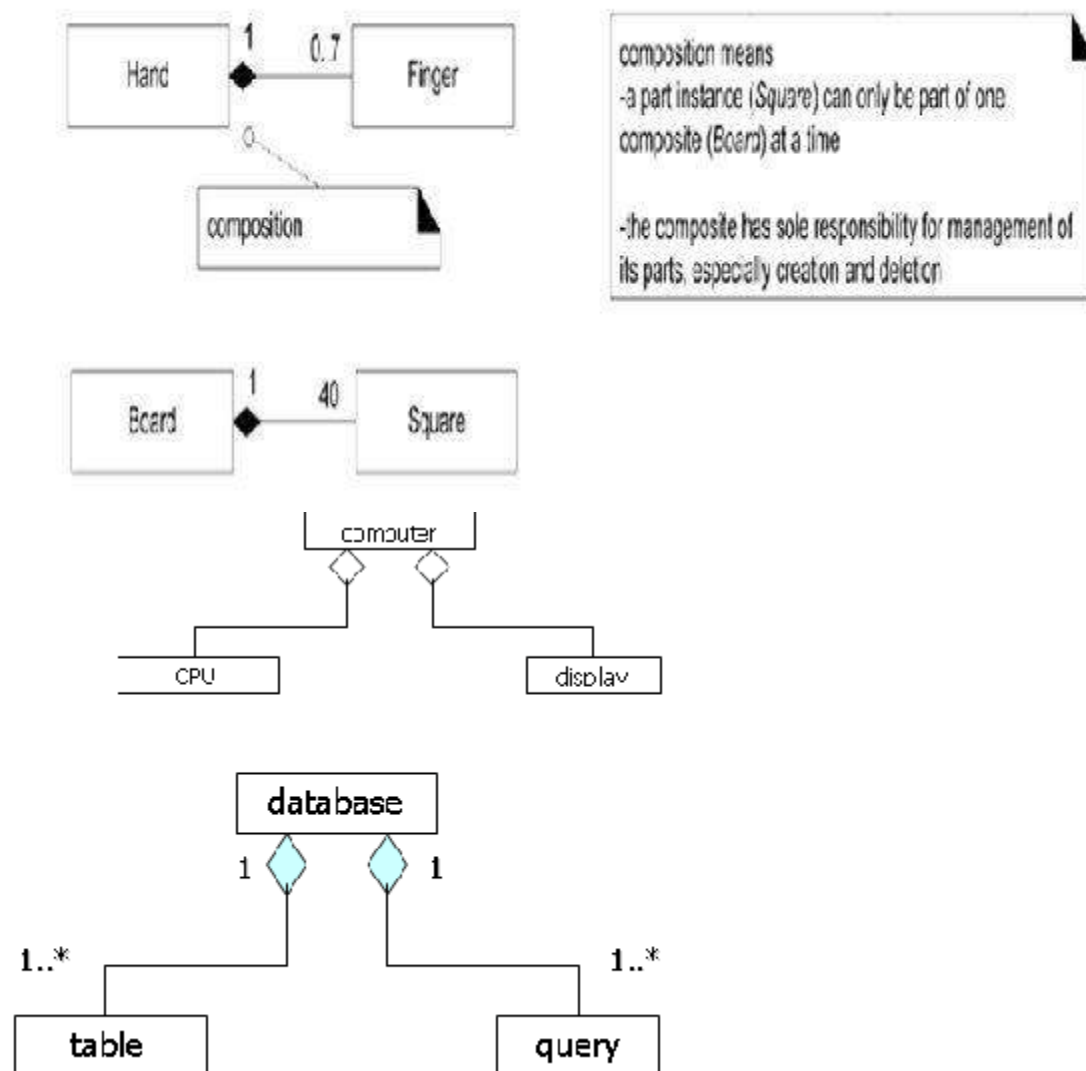 1
0..7
Hand
Finger
composition
composition means
-a part instance (Square) can only be part of one
composite (Board) at a time
-the composite has sole responsibility for management of
its parts, especially creation and deletion
1
40
Board
Square
computer
CPU
display
database
1
1
1..*
1..*
table
query